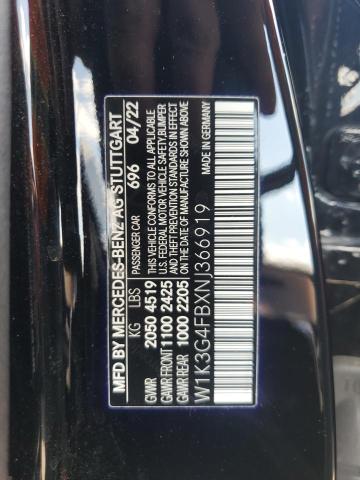 MFD BY MERCEDES-BENZ AG STUTTGART
PASSENGER CAR 696 04/22
KG LBS
GVWR 2050 4519
GAWR FRONT 1100 2425
GAWR REAR 1000 2205
THIS VEHICLE CONFORMS TO ALL APPLICABLE
U.S. FEDERAL MOTOR VEHICLE SAFETY, BUMPER
AND THEFT PREVENTION STANDARDS IN EFFECT
ON THE DATE OF MANUFACTURE SHOWN ABOVE
MADE IN GERMANY
W1K3G4FBXNJ366919